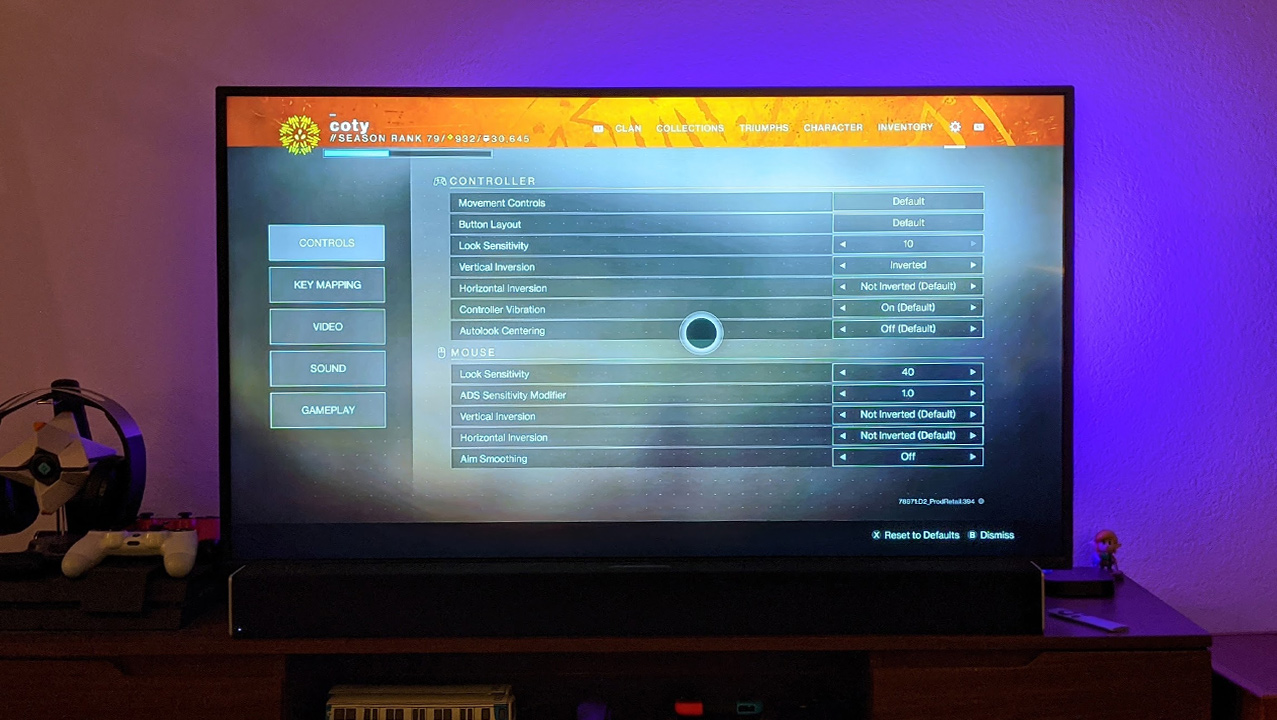 coty
//SEASON RANK 79/✦932/30,645
CLAN COLLECTIONS TRIUMPHS CHARACTER INVENTORY
CONTROLS
KEY MAPPING
VIDEO
SOUND
GAMEPLAY
CONTROLLER
Movement Controls Default
Button Layout Default
Look Sensitivity 10
Vertical Inversion Inverted
Horizontal Inversion Not Inverted (Default)
Controller Vibration On (Default)
Autolook Centering Off (Default)
MOUSE
Look Sensitivity 40
ADS Sensitivity Modifier 1.0
Vertical Inversion Not Inverted (Default)
Horizontal Inversion Not Inverted (Default)
Aim Smoothing Off
X Reset to Defaults B Dismiss